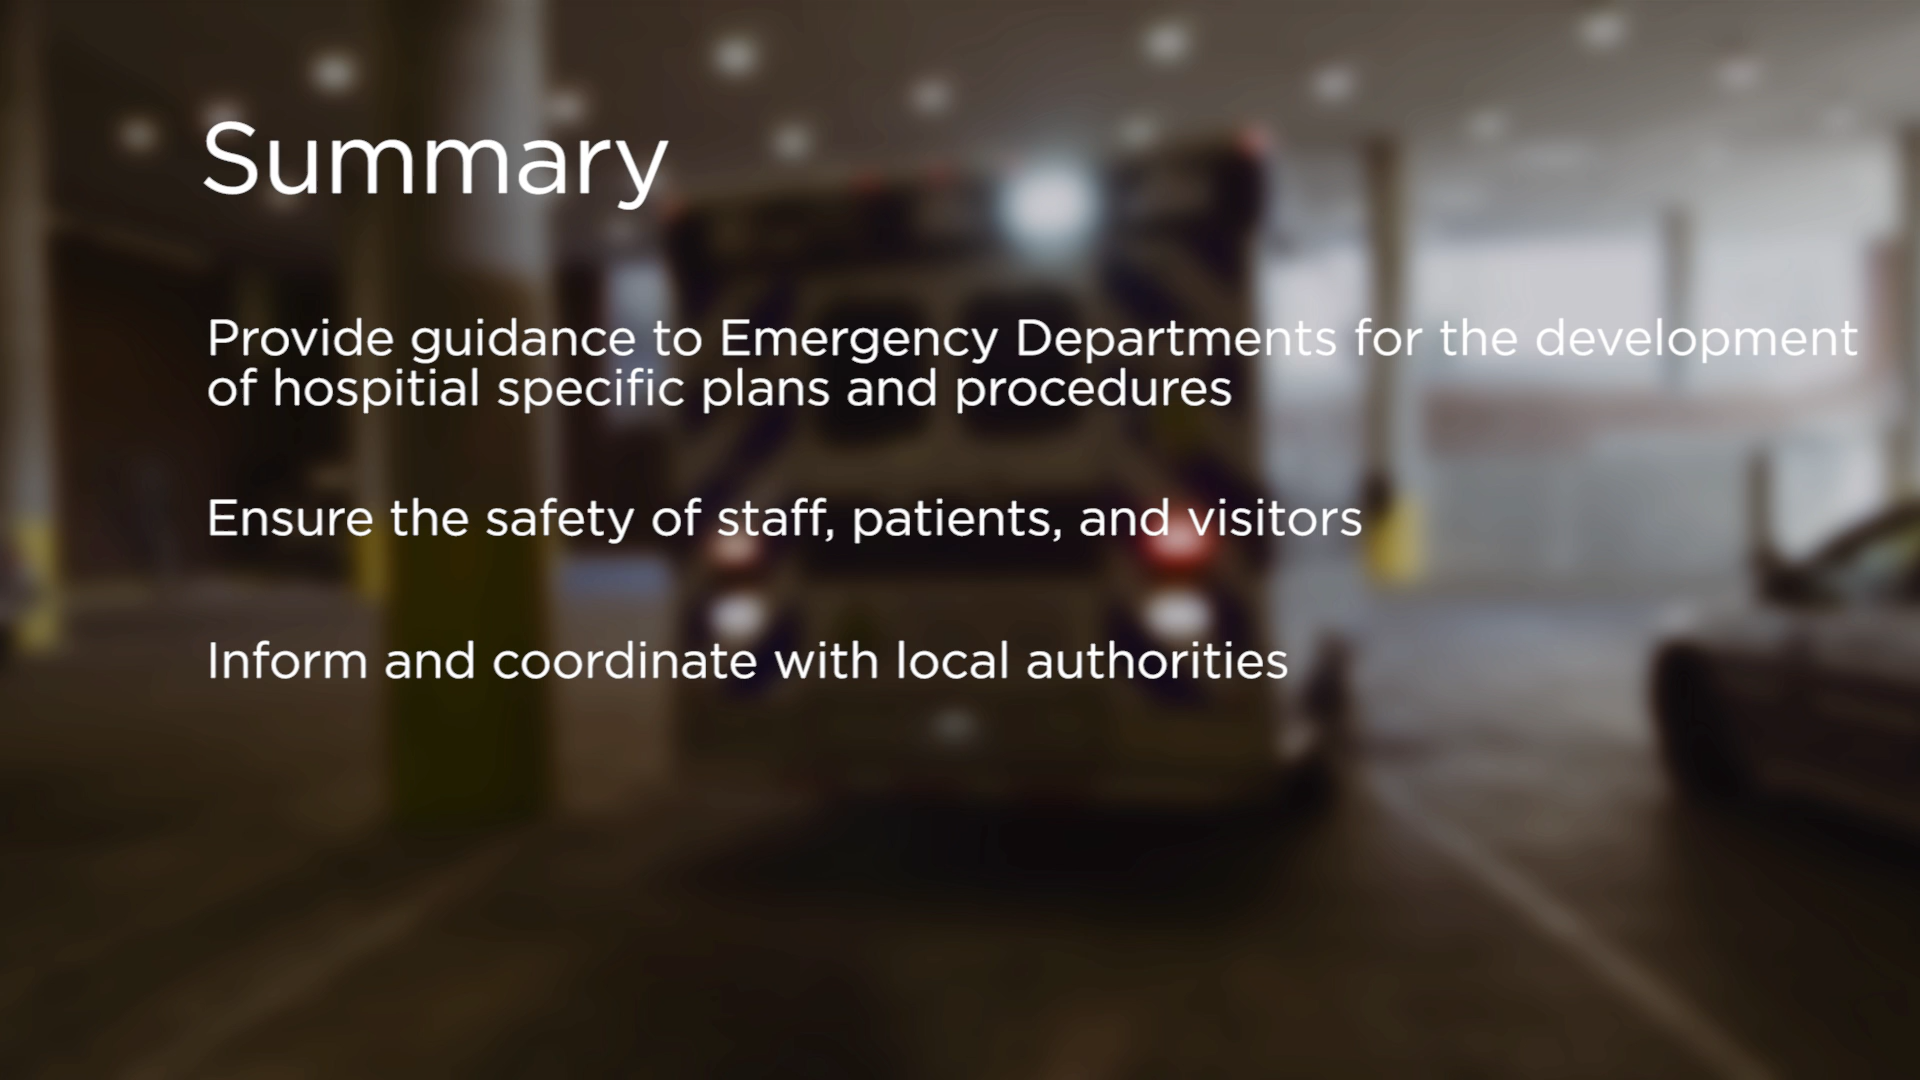 Summary
Provide guidance to Emergency Departments for the development
of hospitial specific plans and procedures
Ensure the safety of staff, patients, and visitors
Inform and coordinate with local authorities